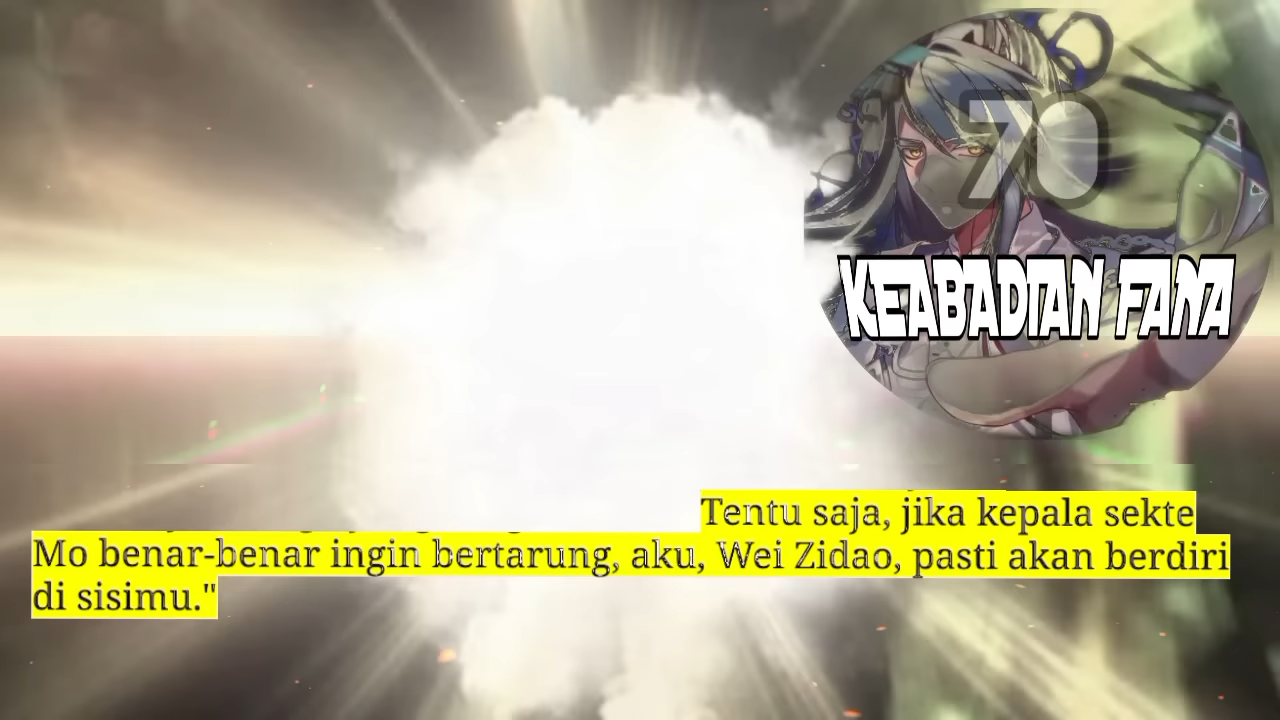 70
KEABADIAN FANA
Tentu saja, jika kepala sekte
Mo benar-benar ingin bertarung, aku, Wei Zidao, pasti akan berdiri
di sisimu."